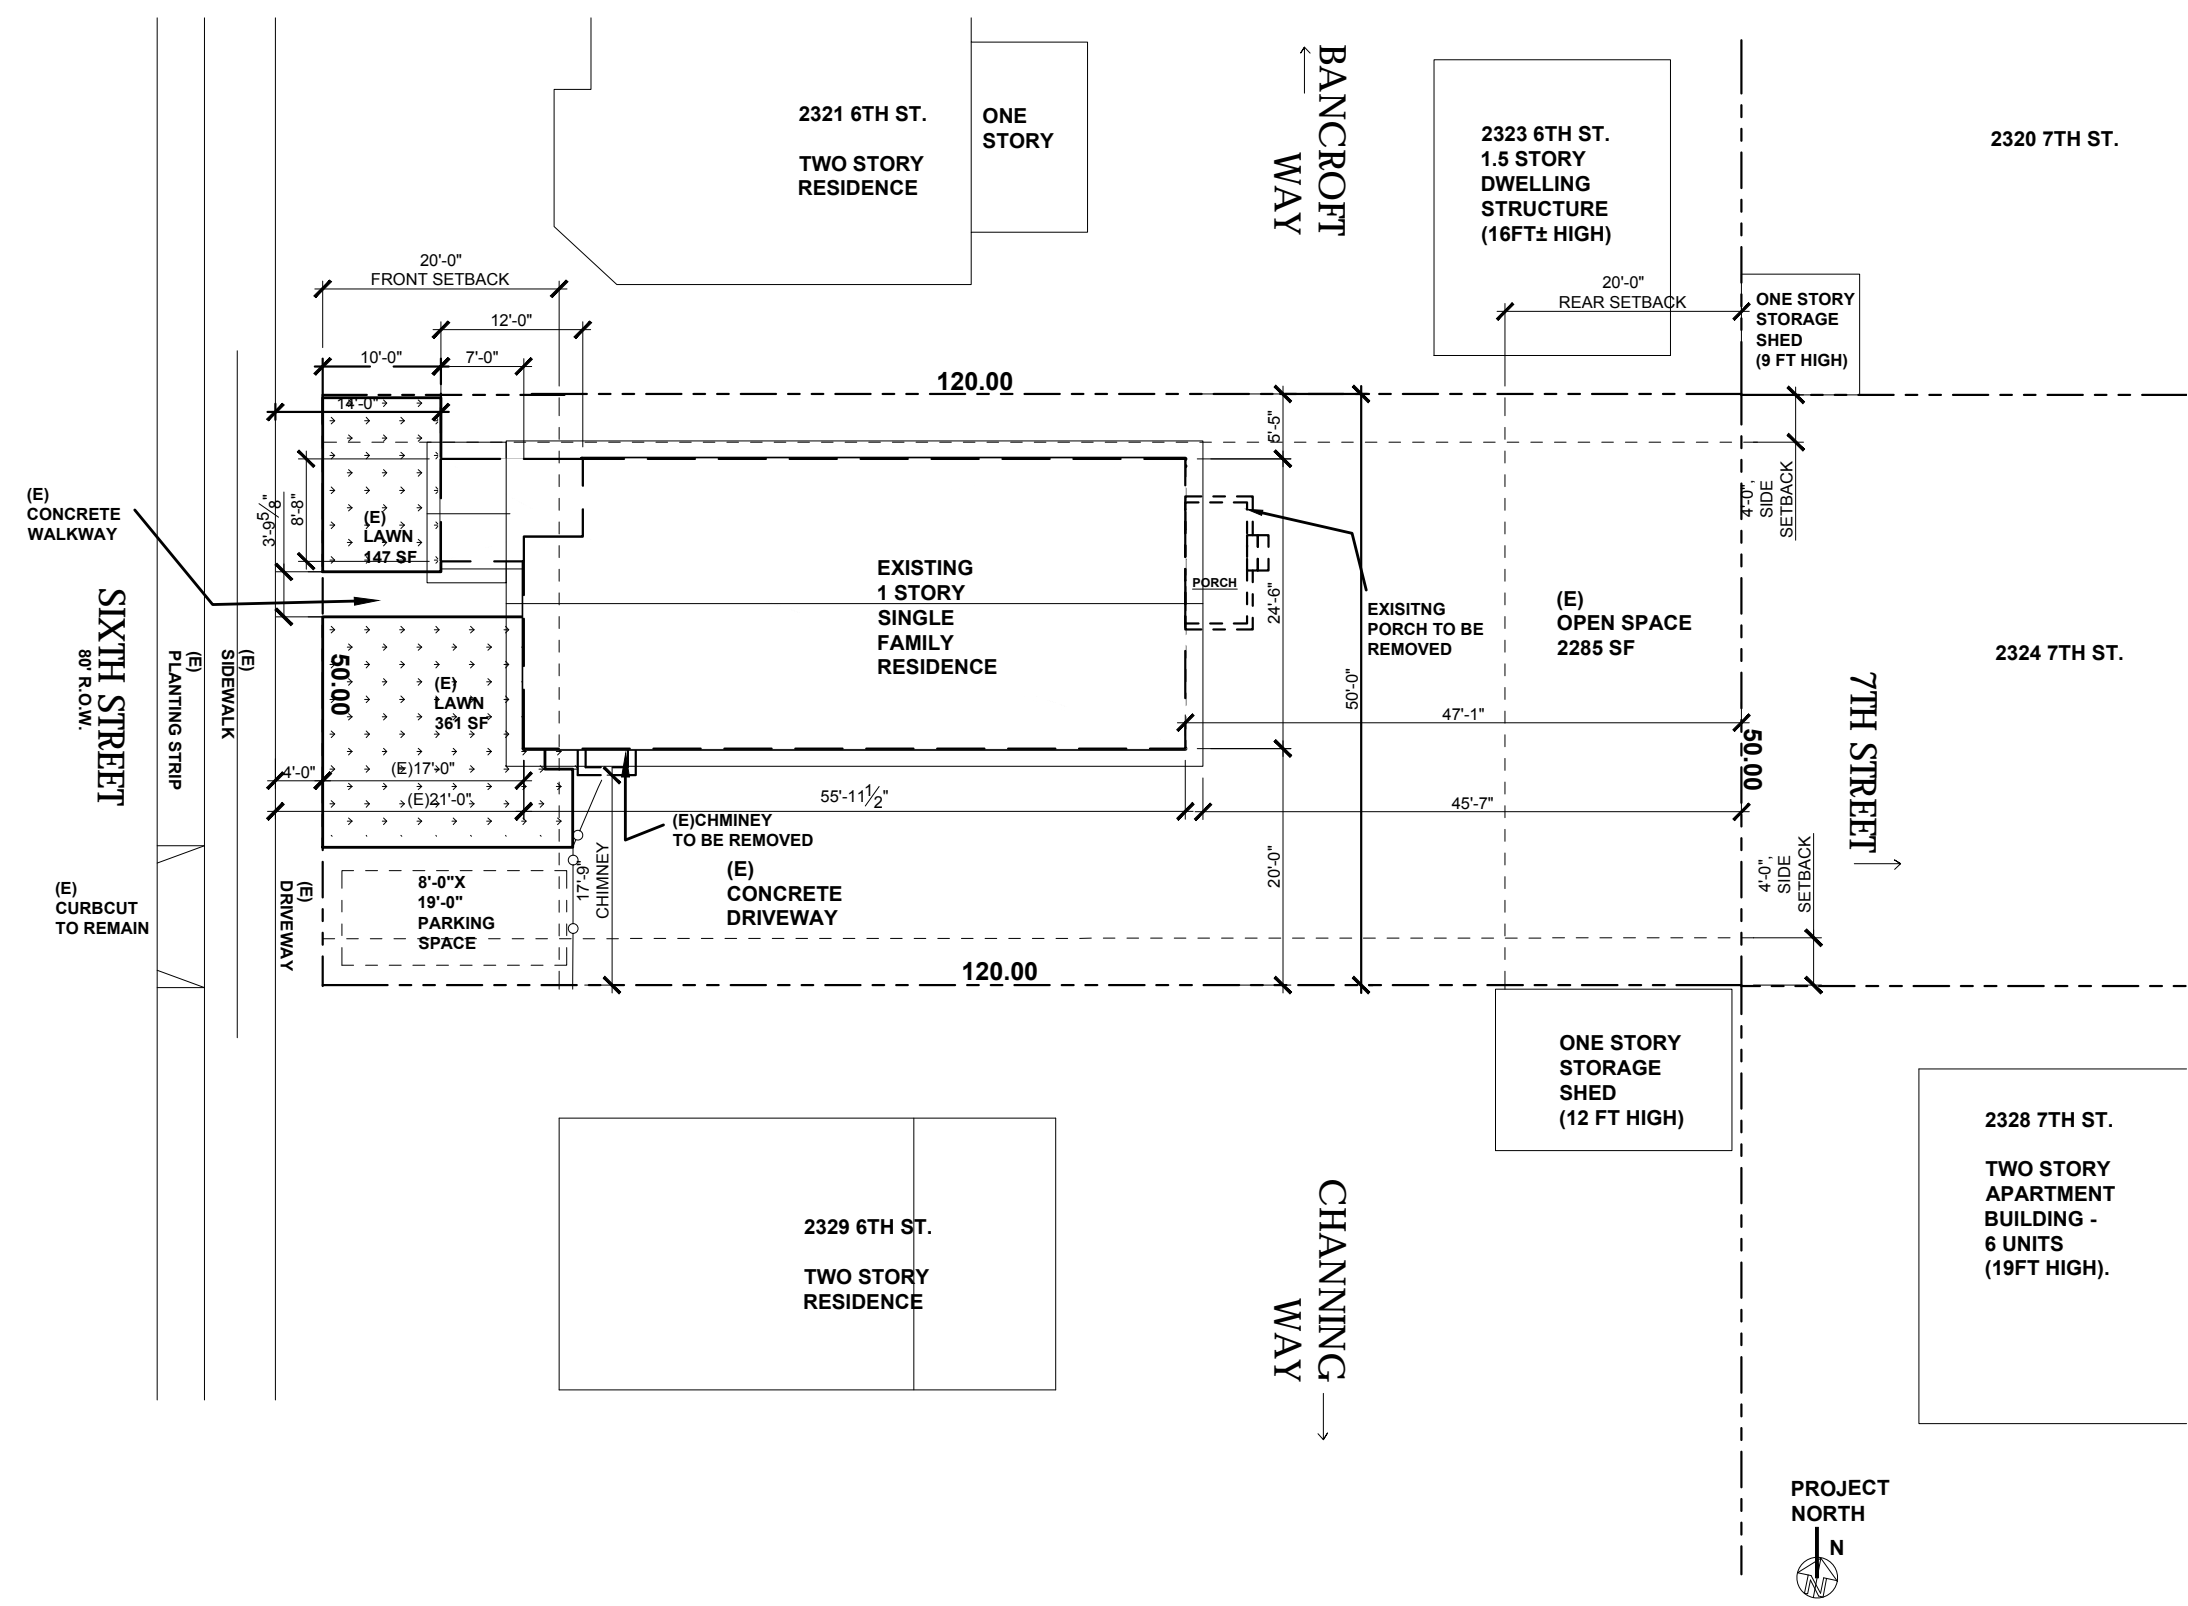 BANCROFT
WAY
2321 6TH ST.
TWO STORY
RESIDENCE
ONE
STORY
2323 6TH ST.
1.5 STORY
DWELLING
STRUCTURE
(16FT± HIGH)
2320 7TH ST.
20'-0"
FRONT SETBACK
20'-0"
REAR SETBACK
ONE STORY
STORAGE
SHED
(9 FT HIGH)
12'-0"
10'-0"
7'-0"
120.00
14'-0"
5'-5"
4'-0",
SIDE
SETBACK
(E)
CONCRETE
WALKWAY
3'-9 5/8"
8'-8"
(E)
LAWN
147 SF
EXISTING
1 STORY
SINGLE
FAMILY
RESIDENCE
PORCH
24'-6"
EXISITNG
PORCH TO BE
REMOVED
50'-0"
(E)
OPEN SPACE
2285 SF
2324 7TH ST.
SIXTH STREET
80' R.O.W.
(E)
PLANTING STRIP
(E)
SIDEWALK
50.00
(E)
LAWN
361 SF
47'-1"
50.00
7TH STREET
4'-0"
(E)17'-0"
(E)21'-0"
55'-11 1/2"
45'-7"
(E)CHMINEY
TO BE REMOVED
17'-9"
CHIMNEY
20'-0"
4'-0",
SIDE
SETBACK
(E)
CURBCUT
TO REMAIN
(E)
DRIVEWAY
8'-0"X
19'-0"
PARKING
SPACE
(E)
CONCRETE
DRIVEWAY
120.00
ONE STORY
STORAGE
SHED
(12 FT HIGH)
2329 6TH ST.
TWO STORY
RESIDENCE
CHANNING
WAY
2328 7TH ST.
TWO STORY
APARTMENT
BUILDING -
6 UNITS
(19FT HIGH).
PROJECT
NORTH
N
N